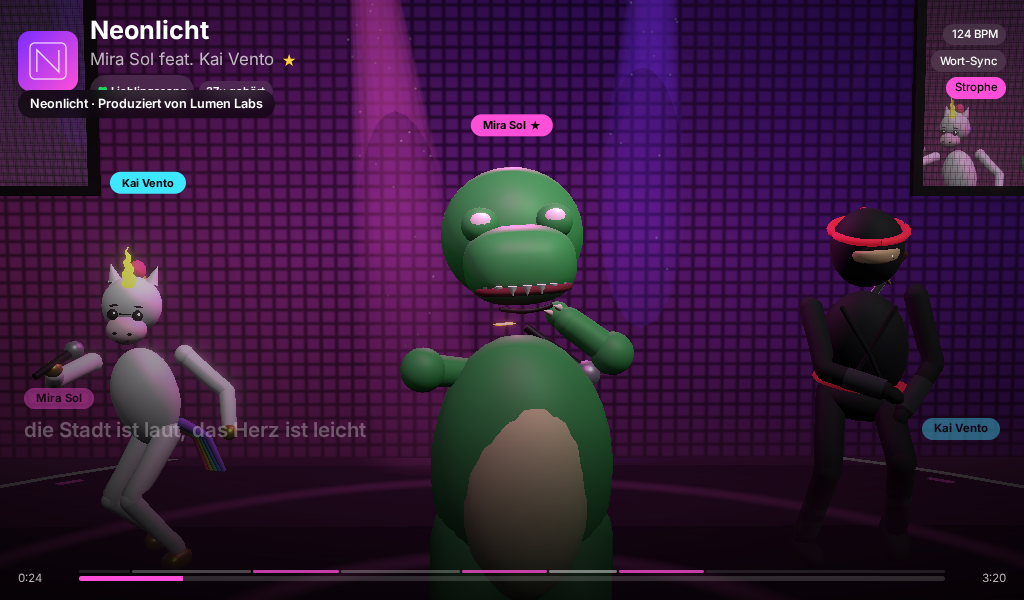 Neonlicht
Mira Sol feat. Kai Vento ★
Neonlicht · Produziert von Lumen Labs
124 BPM
Wort-Sync
Strophe
Mira Sol ★
Kai Vento
Mira Sol
die Stadt ist laut, das Herz ist leicht
Kai Vento
0:24
3:20